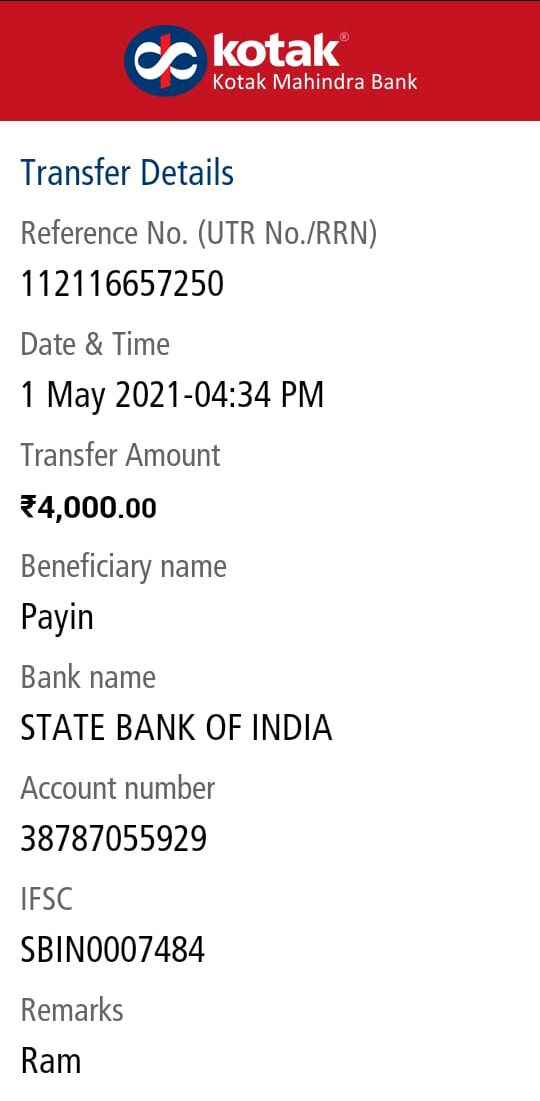 kotak®
Kotak Mahindra Bank
Transfer Details
Reference No. (UTR No./RRN)
112116657250
Date & Time
1 May 2021-04:34 PM
Transfer Amount
₹4,000.00
Beneficiary name
Payin
Bank name
STATE BANK OF INDIA
Account number
38787055929
IFSC
SBIN0007484
Remarks
Ram